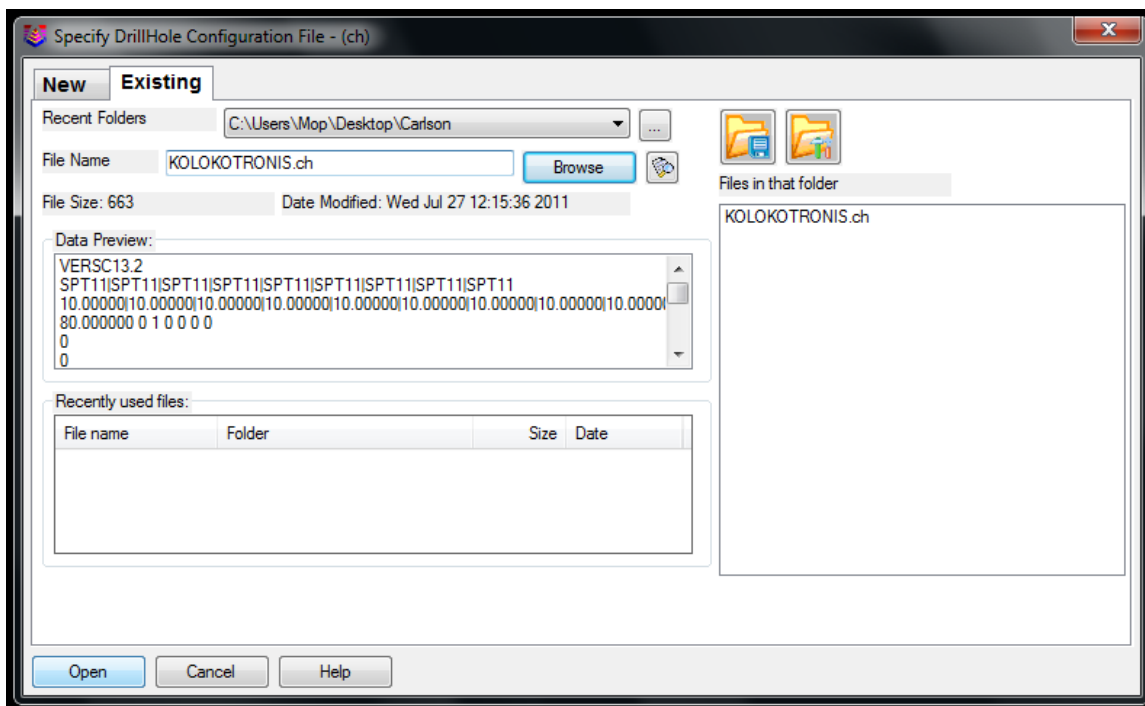 Specify DrillHole Configuration File - (ch)
New
Existing
Recent Folders
C:\Users\Mop\Desktop\Carlson
...
File Name
KOLOKOTRONIS.ch
Browse
File Size: 663
Date Modified: Wed Jul 27 12:15:36 2011
Data Preview:
VERSC13.2
SPT11|SPT11|SPT11|SPT11|SPT11|SPT11|SPT11|SPT11|SPT11
10.00000|10.00000|10.00000|10.00000|10.00000|10.00000|10.00000|10.00000|10.0000
80.000000 0 1 0 0 0 0
0
0
Recently used files:
File name Folder Size Date
Files in that folder
KOLOKOTRONIS.ch
Open
Cancel
Help